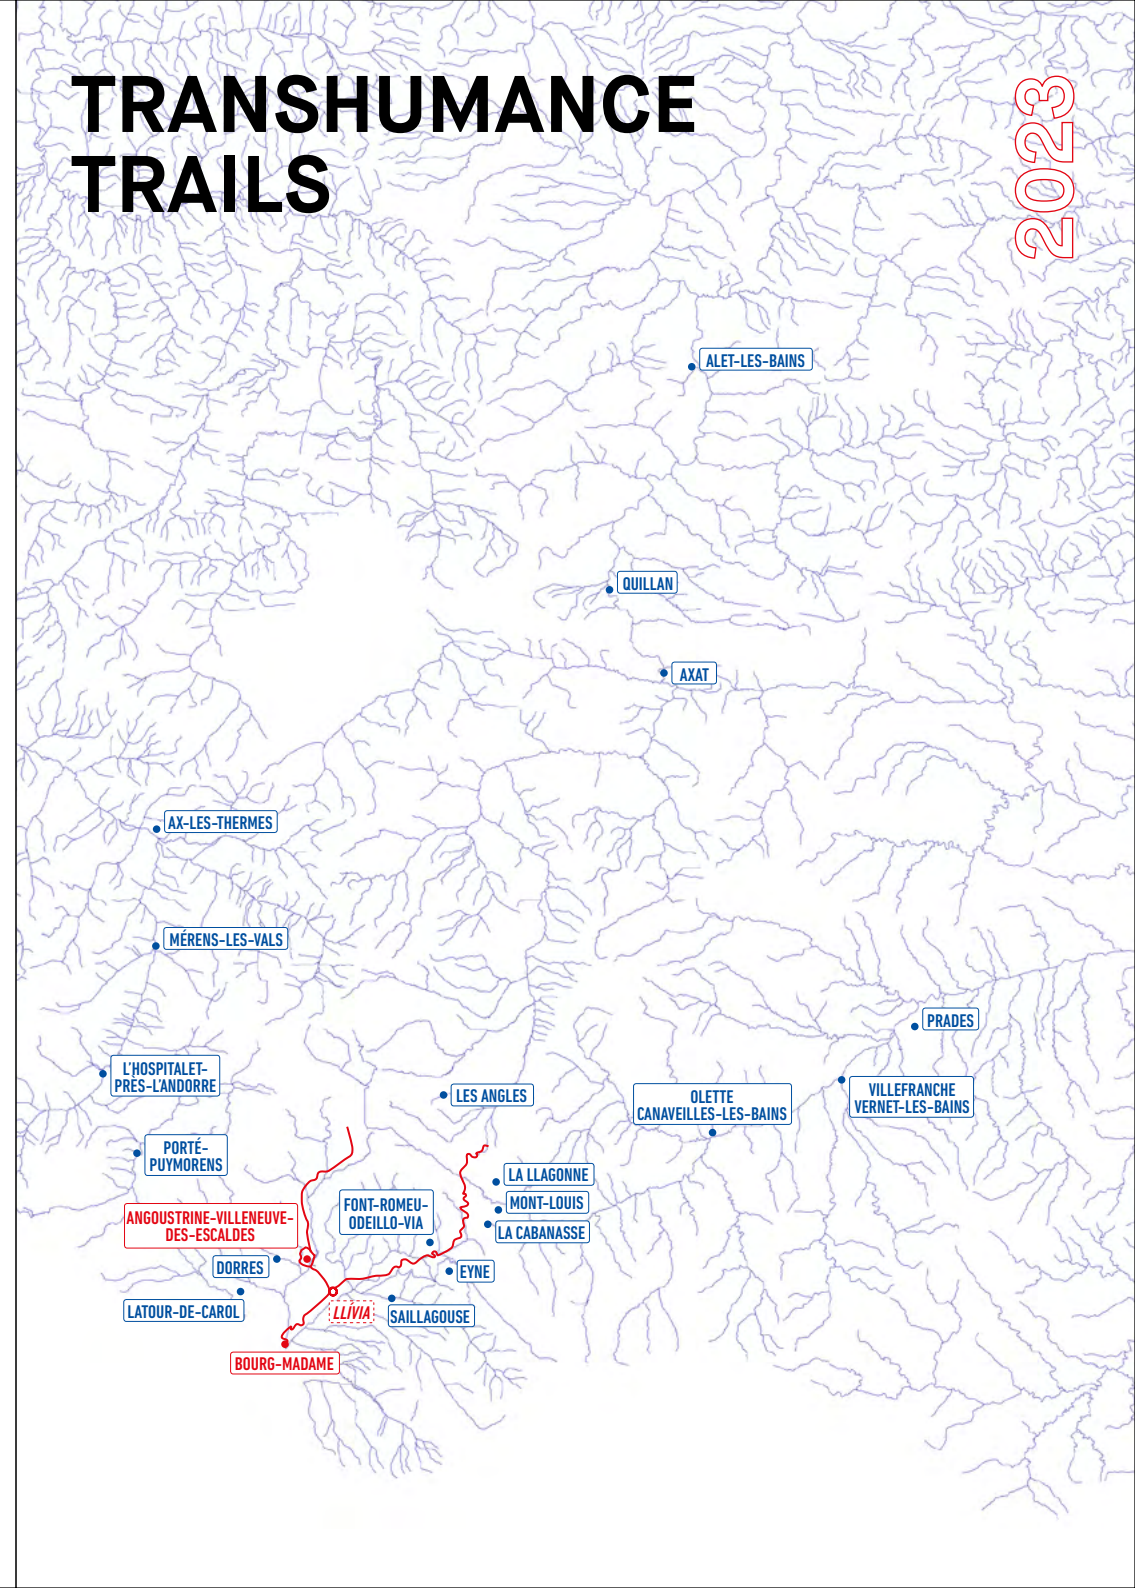 TRANSHUMANCE
TRAILS
2023
ALET-LES-BAINS
QUILLAN
AXAT
AX-LES-THERMES
MÉRENS-LES-VALS
PRADES
L'HOSPITALET-
PRÈS-L'ANDORRE
LES ANGLES
OLETTE
CANAVEILLES-LES-BAINS
VILLEFRANCHE
VERNET-LES-BAINS
PORTÉ-
PUYMORENS
LA LLAGONNE
MONT-LOUIS
FONT-ROMEU-
ODEILLO-VIA
ANGOUSTRINE-VILLENEUVE-
DES-ESCALDES
LA CABANASSE
DORRES
EYNE
LATOUR-DE-CAROL
LLÍVIA
SAILLAGOUSE
BOURG-MADAME